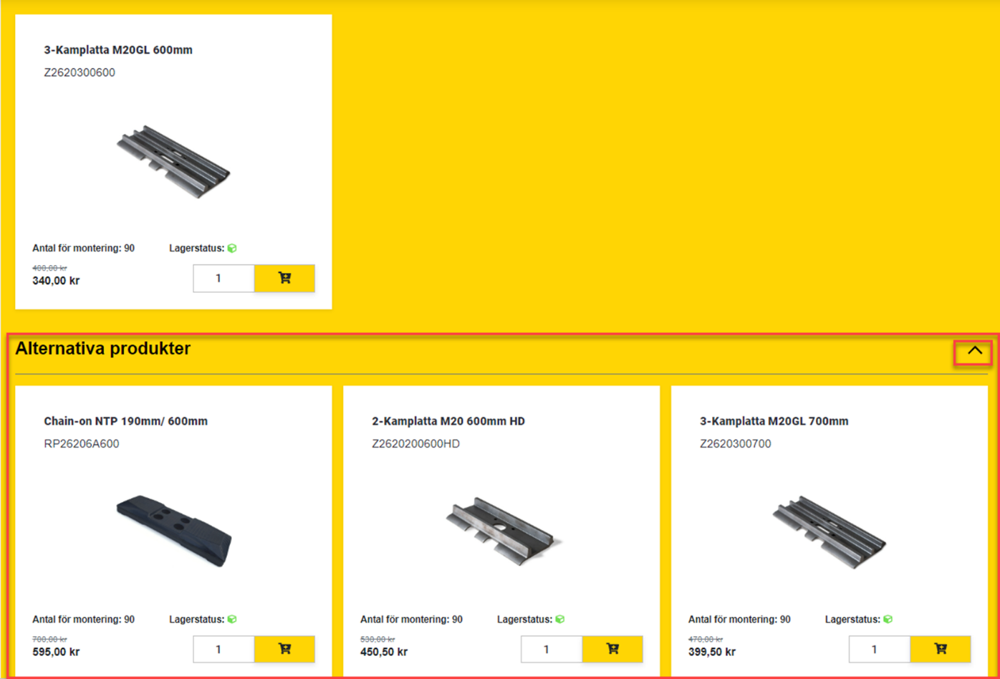 3-Kamplatta M20GL 600mm
Z2620300600
Antal för montering: 90 Lagerstatus:
400,00 kr
340,00 kr 1
Alternativa produkter
Chain-on NTP 190mm/ 600mm
RP26206A600
Antal för montering: 90 Lagerstatus:
700,00 kr
595,00 kr 1
2-Kamplatta M20 600mm HD
Z2620200600HD
Antal för montering: 90 Lagerstatus:
530,00 kr
450,50 kr 1
3-Kamplatta M20GL 700mm
Z2620300700
Antal för montering: 90 Lagerstatus:
470,00 kr
399,50 kr 1